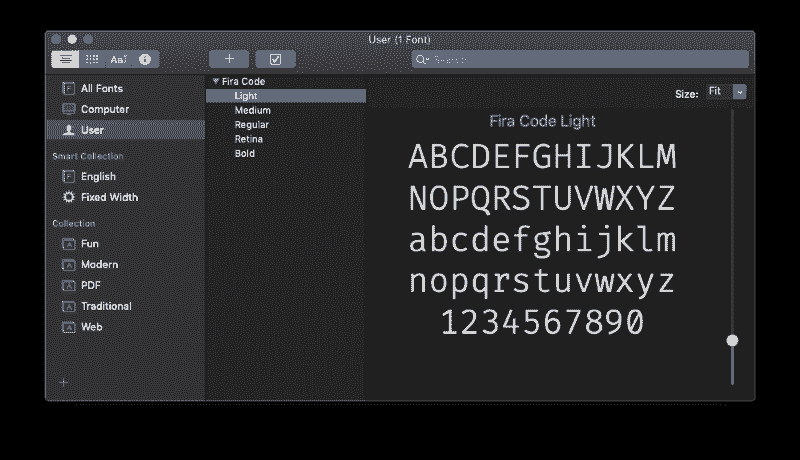 User (1 Font)
Aa
Search
All Fonts
Computer
User
Smart Collection
English
Fixed Width
Collection
Fun
Modern
PDF
Traditional
Web
Fira Code
Light
Medium
Regular
Retina
Bold
Size: Fit
Fira Code Light
ABCDEFGHIJKLM
NOPQRSTUVWXYZ
abcdefghijklm
nopqrstuvwxyz
1234567890